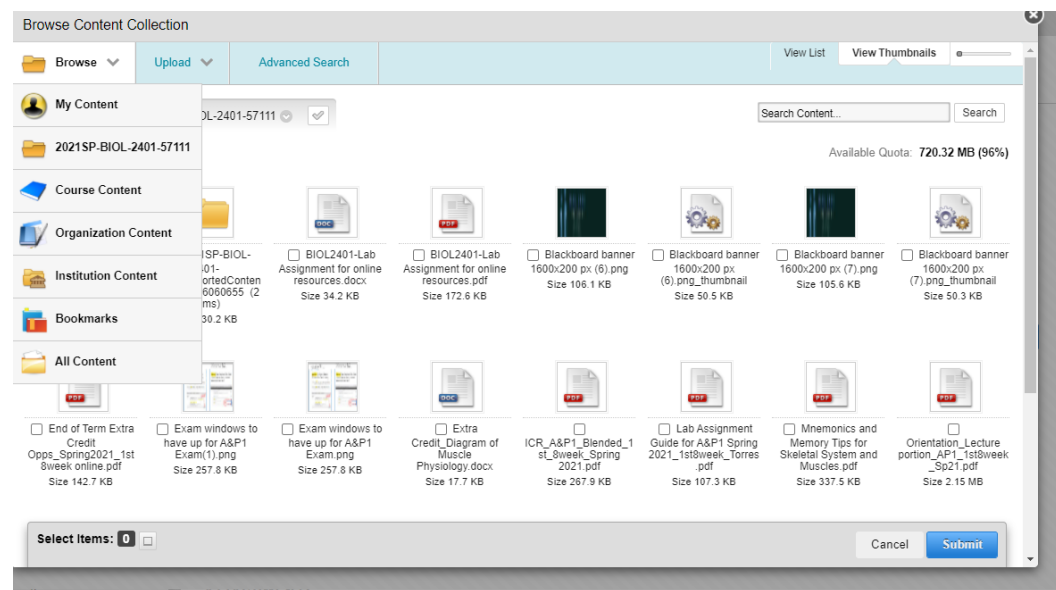 Browse Content Collection
Browse
Upload
Advanced Search
View List
View Thumbnails
My Content
OL-2401-57111
Search Content...
Search
2021SP-BIOL-2401-57111
Available Quota: 720.32 MB (96%)
Course Content
Organization Content
Institution Content
Bookmarks
All Content
SP-BIOL-
01-
ortedConten
6060655 (2
ms)
30.2 KB
BIOL2401-Lab
Assignment for online
resources.docx
Size 34.2 KB
BIOL2401-Lab
Assignment for online
resources.pdf
Size 172.6 KB
Blackboard banner
1600x200 px (6).png
Size 106.1 KB
Blackboard banner
1600x200 px
(6).png_thumbnail
Size 50.5 KB
Blackboard banner
1600x200 px (7).png
Size 105.6 KB
Blackboard banner
1600x200 px
(7).png_thumbnail
Size 50.3 KB
DOC
PDF
PDF
DOC
PDF
PDF
PDF
PDF
End of Term Extra
Credit
Opps_Spring2021_1st
8week online.pdf
Size 142.7 KB
Exam windows to
have up for A&P1
Exam(1).png
Size 257.8 KB
Exam windows to
have up for A&P1
Exam.png
Size 257.8 KB
Extra
Credit_Diagram of
Muscle
Physiology.docx
Size 17.7 KB
ICR_A&P1_Blended_1
st_8week_Spring
2021.pdf
Size 267.9 KB
Lab Assignment
Guide for A&P1 Spring
2021_1st8week_Torres
.pdf
Size 107.3 KB
Mnemonics and
Memory Tips for
Skeletal System and
Muscles.pdf
Size 337.5 KB
Orientation_Lecture
portion_AP1_1st8week
_Sp21.pdf
Size 2.15 MB
Select Items: 0
Cancel
Submit